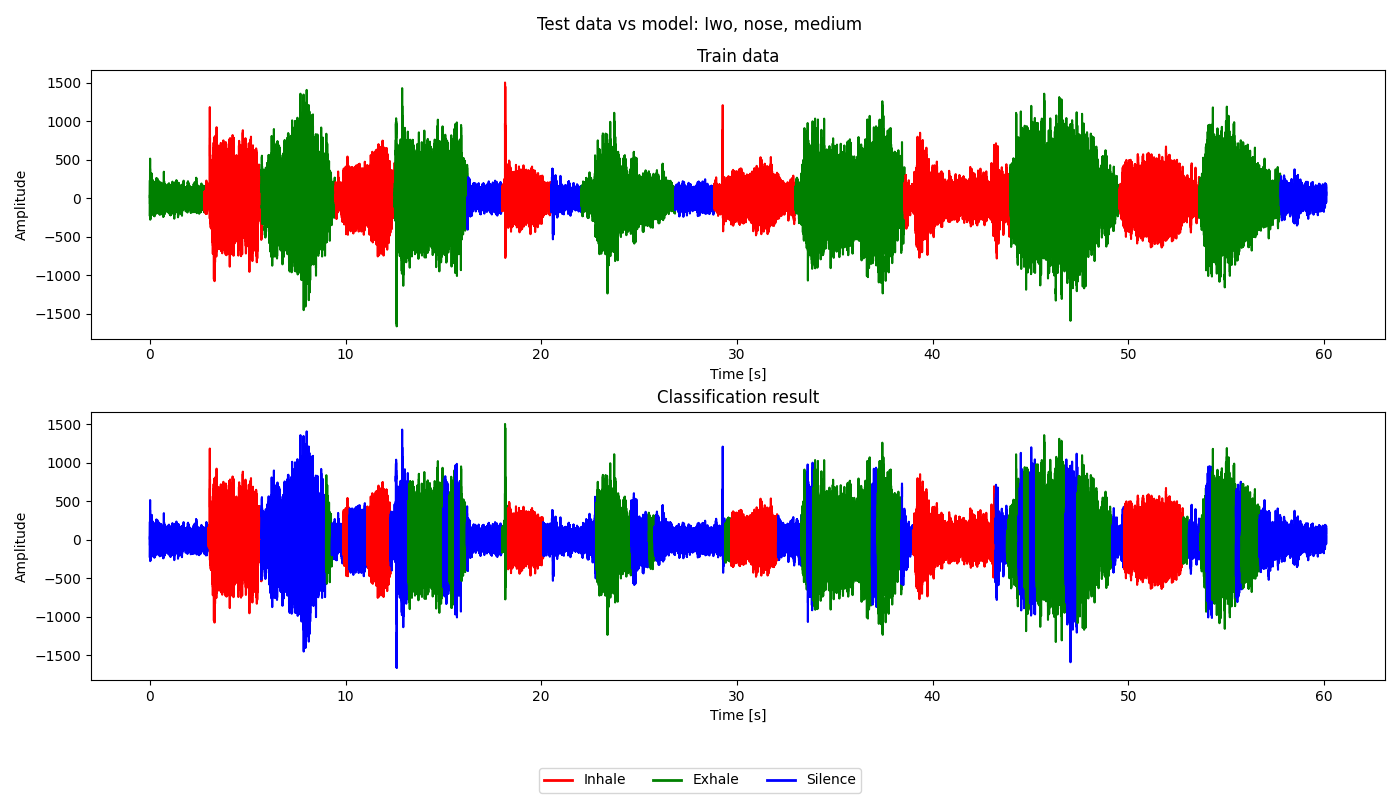 Test data vs model: Iwo, nose, medium
Train data
1500
1000
500
0
−500
−1000
−1500
Amplitude
0 10 20 30 40 50 60
Time [s]
Classification result
1500
1000
500
0
−500
−1000
−1500
Amplitude
0 10 20 30 40 50 60
Time [s]
Inhale Exhale Silence